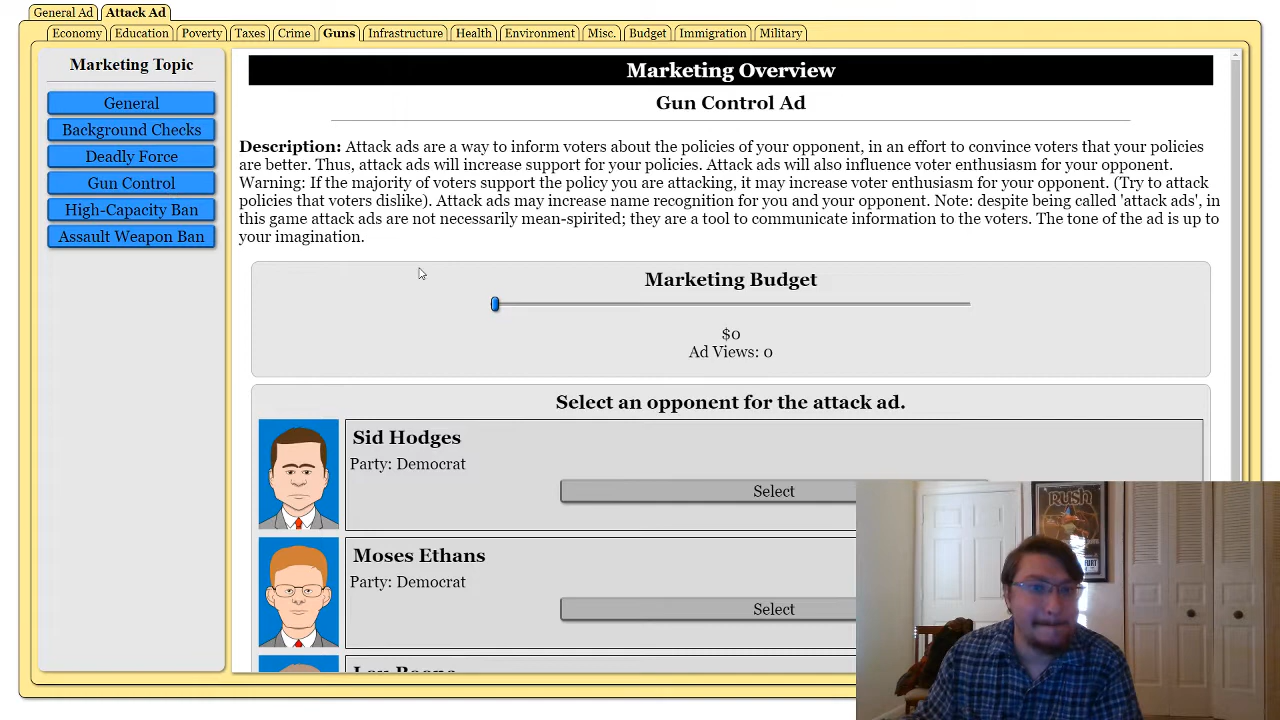 General Ad Attack Ad
Economy Education Poverty Taxes Crime Guns Infrastructure Health Environment Misc. Budget Immigration Military
Marketing Topic
General
Background Checks
Deadly Force
Gun Control
High-Capacity Ban
Assault Weapon Ban
Marketing Overview
Gun Control Ad
Description: Attack ads are a way to inform voters about the policies of your opponent, in an effort to convince voters that your policies
are better. Thus, attack ads will increase support for your policies. Attack ads will also influence voter enthusiasm for your opponent.
Warning: If the majority of voters support the policy you are attacking, it may increase voter enthusiasm for your opponent. (Try to attack
policies that voters dislike). Attack ads may increase name recognition for you and your opponent. Note: despite being called 'attack ads', in
this game attack ads are not necessarily mean-spirited; they are a tool to communicate information to the voters. The tone of the ad is up to
your imagination.
Marketing Budget
$0
Ad Views: 0
Select an opponent for the attack ad.
Sid Hodges
Party: Democrat
Select
Moses Ethans
Party: Democrat
Select
RUSH